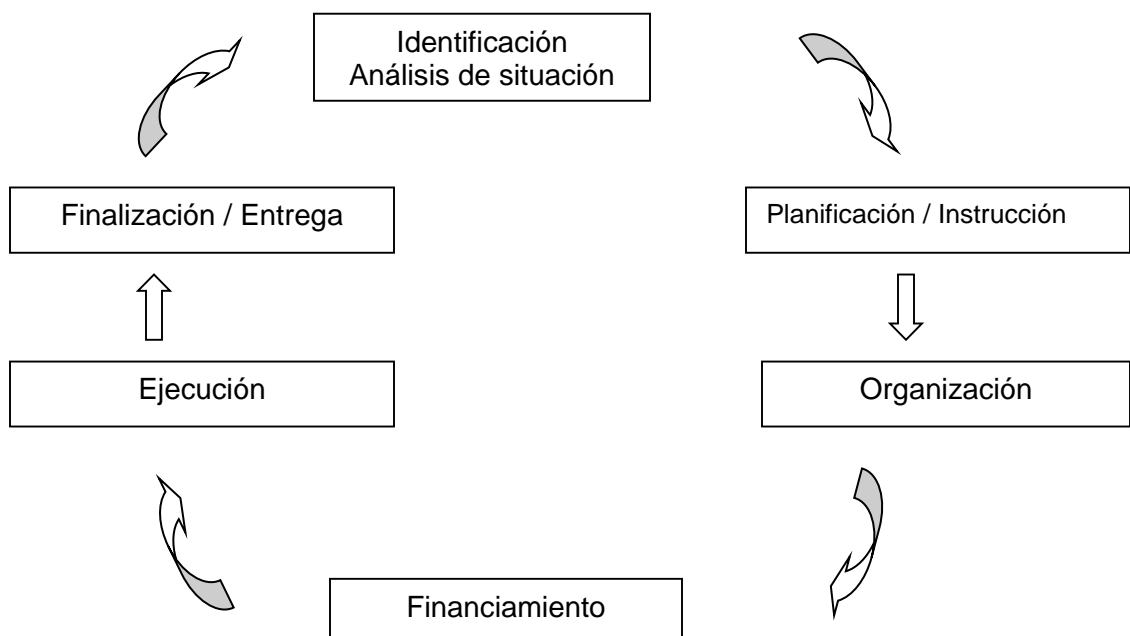 Identificación
Análisis de situación
Finalización / Entrega
Planificación / Instrucción
Ejecución
Organización
Financiamiento